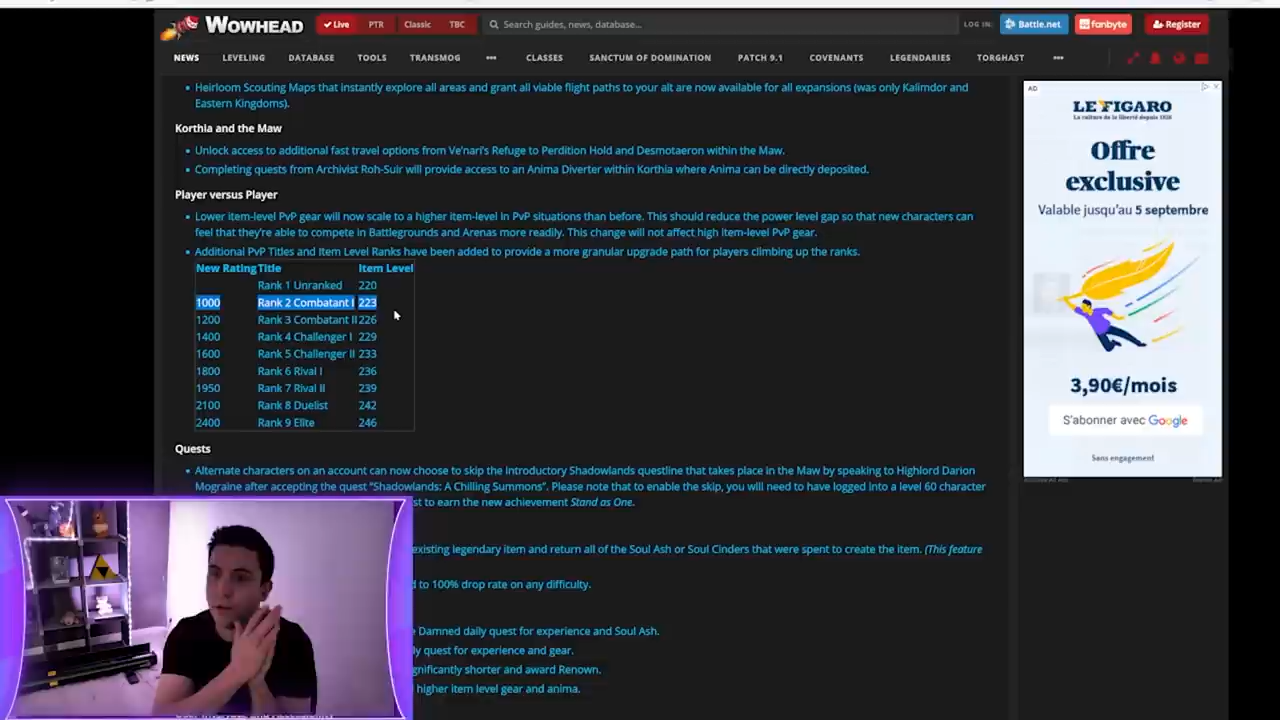 WOWHEAD
Live PTR Classic TBC
Search guides, news, database...
LOG IN: Battle.net fanbyte Register
NEWS LEVELING DATABASE TOOLS TRANSMOG ••• CLASSES SANCTUM OF DOMINATION PATCH 9.1 COVENANTS LEGENDARIES TORGHAST •••
Heirloom Scouting Maps that instantly explore all areas and grant all viable flight paths to your alt are now available for all expansions (was only Kalimdor and
Eastern Kingdoms).
Korthia and the Maw
Unlock access to additional fast travel options from Ve'nari's Refuge to Perdition Hold and Desmotaeron within the Maw.
Completing quests from Archivist Roh-Suir will provide access to an Anima Diverter within Korthia where Anima can be directly deposited.
Player versus Player
Lower item-level PvP gear will now scale to a higher item-level in PvP situations than before. This should reduce the power level gap so that new characters can
feel that they're able to compete in Battlegrounds and Arenas more readily. This change will not affect high item-level PvP gear.
Additional PvP Titles and Item Level Ranks have been added to provide a more granular upgrade path for players climbing up the ranks.
New Rating Title Item Level
Rank 1 Unranked 220
1000 Rank 2 Combatant I 223
1200 Rank 3 Combatant II 226
1400 Rank 4 Challenger I 229
1600 Rank 5 Challenger II 233
1800 Rank 6 Rival I 236
1950 Rank 7 Rival II 239
2100 Rank 8 Duelist 242
2400 Rank 9 Elite 246
Quests
Alternate characters on an account can now choose to skip the introductory Shadowlands questline that takes place in the Maw by speaking to Highlord Darion
Mograine after accepting the quest "Shadowlands: A Chilling Summons". Please note that to enable the skip, you will need to have logged into a level 60 character
st to earn the new achievement Stand as One.
existing legendary item and return all of the Soul Ash or Soul Cinders that were spent to create the item. (This feature
d to 100% drop rate on any difficulty.
e Damned daily quest for experience and Soul Ash.
ly quest for experience and gear.
gnificantly shorter and award Renown.
higher item level gear and anima.
AD
LE FIGARO
La culture de la liberté depuis 1826
Offre
exclusive
Valable jusqu'au 5 septembre
3,90€/mois
S'abonner avec Google
Sans engagement